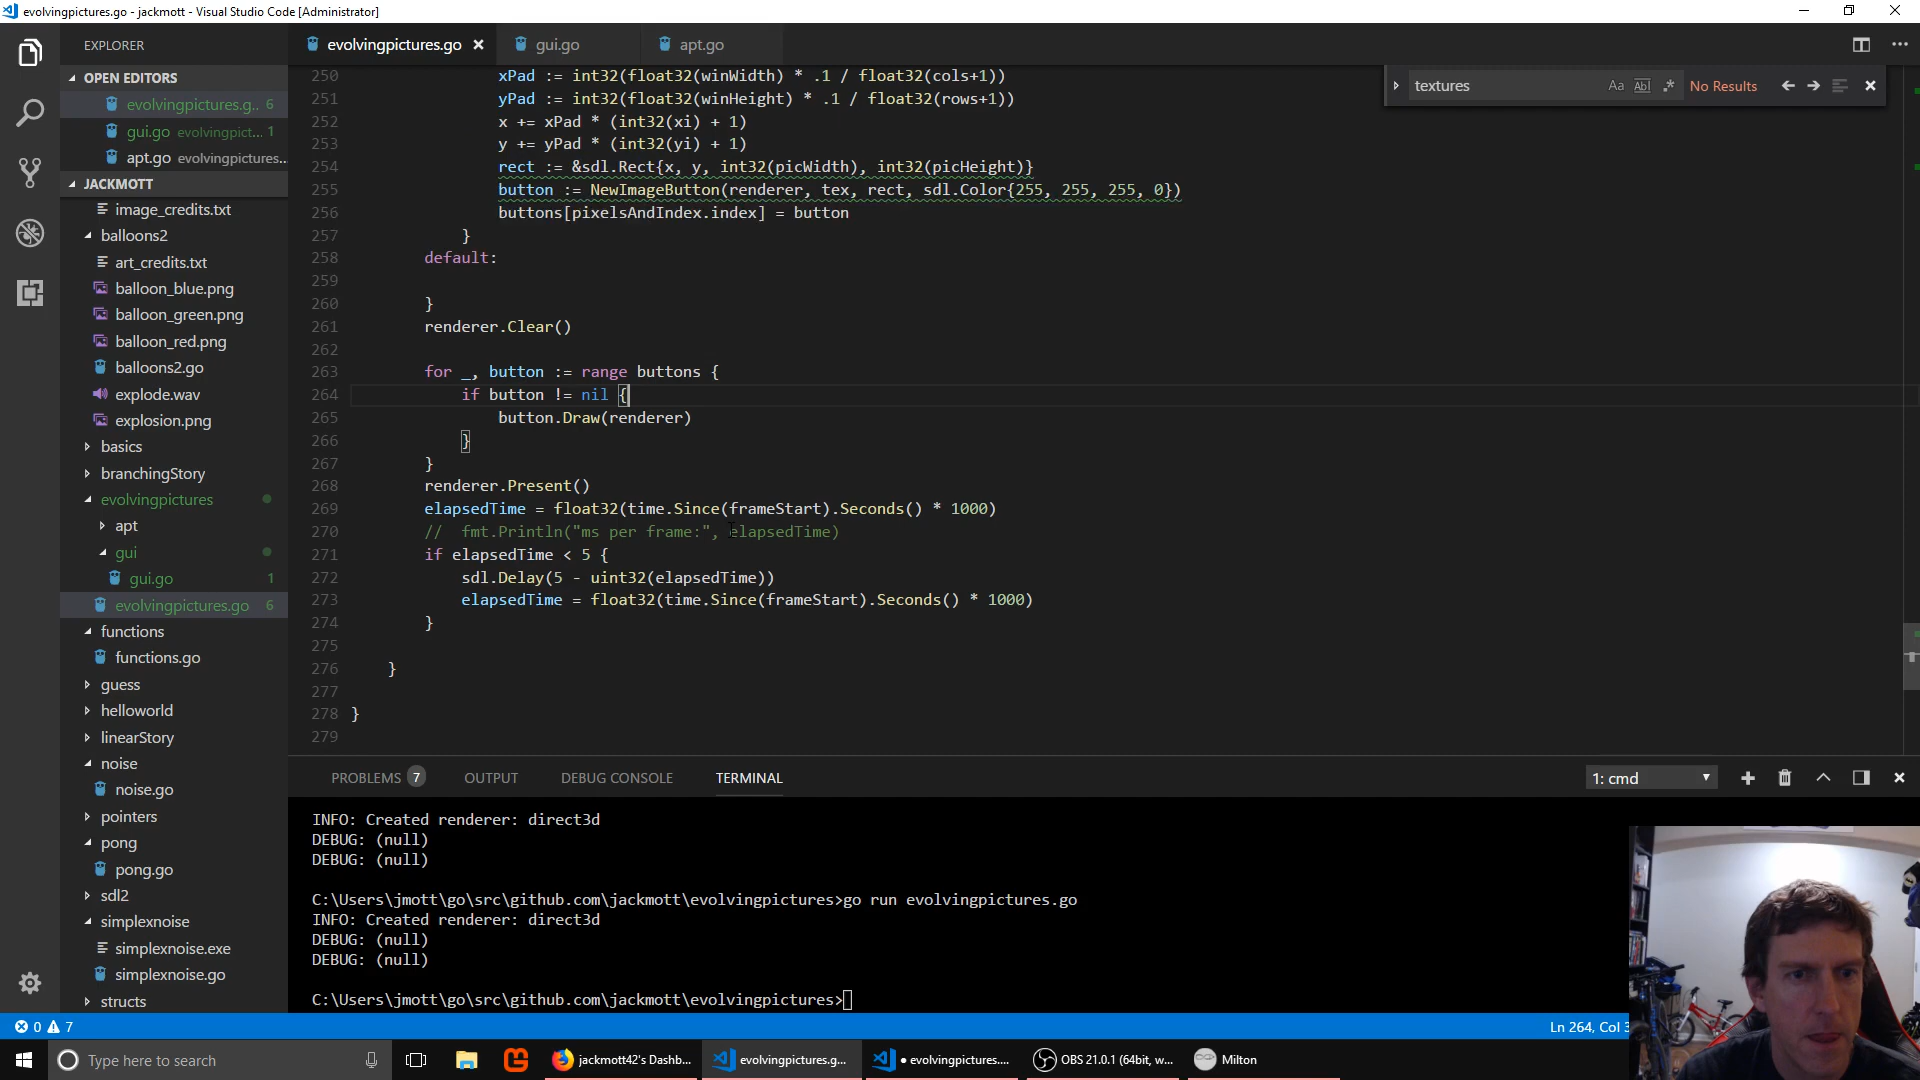 evolvingpictures.go - jackmott - Visual Studio Code [Administrator]
EXPLORER
OPEN EDITORS
evolvingpictures.g.. 6
gui.go evolvingpict... 1
apt.go evolvingpictures...
JACKMOTT
image_credits.txt
balloons2
art_credits.txt
balloon_blue.png
balloon_green.png
balloon_red.png
balloons2.go
explode.wav
explosion.png
basics
branchingStory
evolvingpictures
apt
gui
gui.go 1
evolvingpictures.go 6
functions
functions.go
guess
helloworld
linearStory
noise
noise.go
pointers
pong
pong.go
sdl2
simplexnoise
simplexnoise.exe
simplexnoise.go
structs
evolvingpictures.go gui.go apt.go
textures Aa Abl .* No Results
250 xPad := int32(float32(winWidth) * .1 / float32(cols+1))
251 yPad := int32(float32(winHeight) * .1 / float32(rows+1))
252 x += xPad * (int32(xi) + 1)
253 y += yPad * (int32(yi) + 1)
254 rect := &sdl.Rect{x, y, int32(picWidth), int32(picHeight)}
255 button := NewImageButton(renderer, tex, rect, sdl.Color{255, 255, 255, 0})
256 buttons[pixelsAndIndex.index] = button
257 }
258 default:
259
260 }
261 renderer.Clear()
262
263 for _, button := range buttons {
264 if button != nil {
265 button.Draw(renderer)
266 }
267 }
268 renderer.Present()
269 elapsedTime = float32(time.Since(frameStart).Seconds() * 1000)
270 // fmt.Println("ms per frame:", elapsedTime)
271 if elapsedTime < 5 {
272 sdl.Delay(5 - uint32(elapsedTime))
273 elapsedTime = float32(time.Since(frameStart).Seconds() * 1000)
274 }
275
276 }
277
278 }
279
PROBLEMS 7 OUTPUT DEBUG CONSOLE TERMINAL 1: cmd
INFO: Created renderer: direct3d
DEBUG: (null)
DEBUG: (null)
C:\Users\jmott\go\src\github.com\jackmott\evolvingpictures>go run evolvingpictures.go
INFO: Created renderer: direct3d
DEBUG: (null)
DEBUG: (null)
C:\Users\jmott\go\src\github.com\jackmott\evolvingpictures>
0 7 Ln 264, Col 3
Type here to search jackmott42's Dashb... evolvingpictures.g... • evolvingpictures.... OBS 21.0.1 (64bit, w... Milton